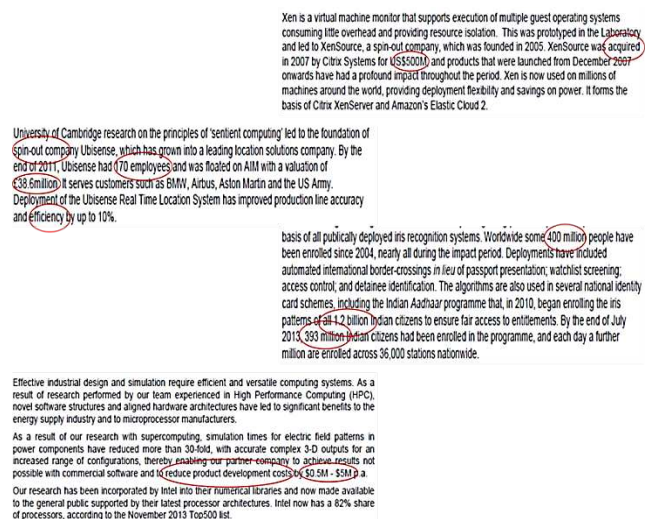 Xen is a virtual machine monitor that supports execution of multiple guest operating systems
consuming little overhead and providing resource isolation. This was prototyped in the Laboratory
and led to XenSource, a spin-out company, which was founded in 2005. XenSource was acquired
in 2007 by Citrix Systems for US$500M and products that were launched from December 2007
onwards have had a profound impact throughout the period. Xen is now used on millions of
machines around the world, providing deployment flexibility and savings on power. It forms the
basis of Citrix XenServer and Amazon's Elastic Cloud 2.
University of Cambridge research on the principles of 'sentient computing' led to the foundation of
spin-out company Ubisense, which has grown into a leading location solutions company. By the
end of 2011, Ubisense had 170 employees and was floated on AIM with a valuation of
£38.6million. It serves customers such as BMW, Airbus, Aston Martin and the US Army.
Deployment of the Ubisense Real Time Location System has improved production line accuracy
and efficiency by up to 10%.
basis of all publically deployed iris recognition systems. Worldwide some 400 million people have
been enrolled since 2004, nearly all during the impact period. Deployments have included
automated international border-crossings in lieu of passport presentation; watchlist screening;
access control; and detainee identification. The algorithms are also used in several national identity
card schemes, including the Indian Aadhaar programme that, in 2010, began enrolling the iris
patterns of all 1.2 billion Indian citizens to ensure fair access to entitlements. By the end of July
2013, 393 million Indian citizens had been enrolled in the programme, and each day a further
million are enrolled across 36,000 stations nationwide.
Effective industrial design and simulation require efficient and versatile computing systems. As a
result of research performed by our team experienced in High Performance Computing (HPC),
novel software structures and aligned hardware architectures have led to significant benefits to the
energy supply industry and to microprocessor manufacturers.
As a result of our research with supercomputing, simulation times for electric field patterns in
power components have reduced more than 30-fold, with accurate complex 3-D outputs for an
increased range of configurations, thereby enabling our partner company to achieve results not
possible with commercial software and to reduce product development costs by $0.5M - $5M p.a.
Our research has been incorporated by Intel into their numerical libraries and now made available
to the general public supported by their latest processor architectures. Intel now has a 82% share
of processors, according to the November 2013 Top500 list.